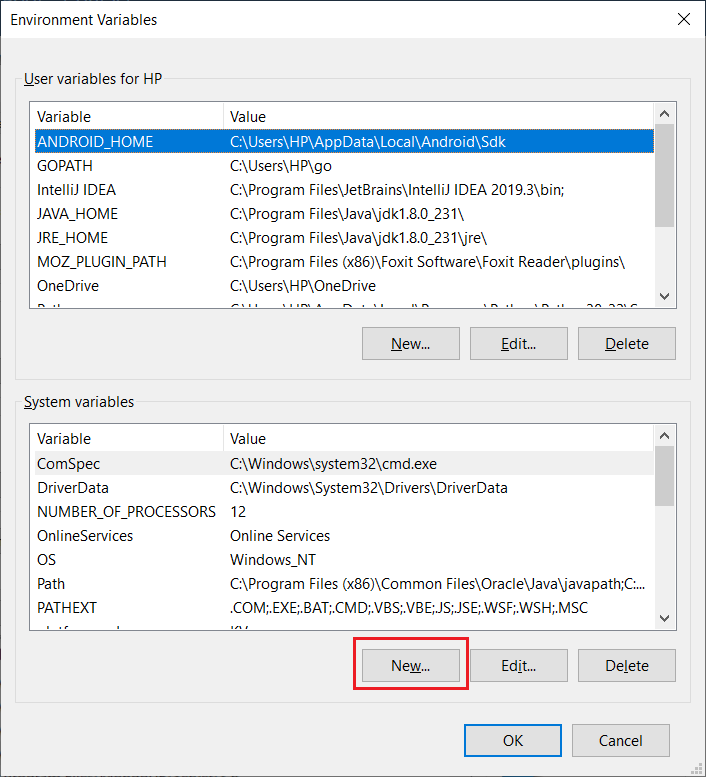 Environment Variables
User variables for HP
Variable Value
ANDROID_HOME C:\Users\HP\AppData\Local\Android\Sdk
GOPATH C:\Users\HP\go
IntelliJ IDEA C:\Program Files\JetBrains\IntelliJ IDEA 2019.3\bin;
JAVA_HOME C:\Program Files\Java\jdk1.8.0_231\
JRE_HOME C:\Program Files\Java\jdk1.8.0_231\jre\
MOZ_PLUGIN_PATH C:\Program Files (x86)\Foxit Software\Foxit Reader\plugins\
OneDrive C:\Users\HP\OneDrive
New... Edit... Delete
System variables
Variable Value
ComSpec C:\Windows\system32\cmd.exe
DriverData C:\Windows\System32\Drivers\DriverData
NUMBER_OF_PROCESSORS 12
OnlineServices Online Services
OS Windows_NT
Path C:\Program Files (x86)\Common Files\Oracle\Java\javapath;C:...
PATHEXT .COM;.EXE;.BAT;.CMD;.VBS;.VBE;.JS;.JSE;.WSF;.WSH;.MSC
New... Edit... Delete
OK Cancel